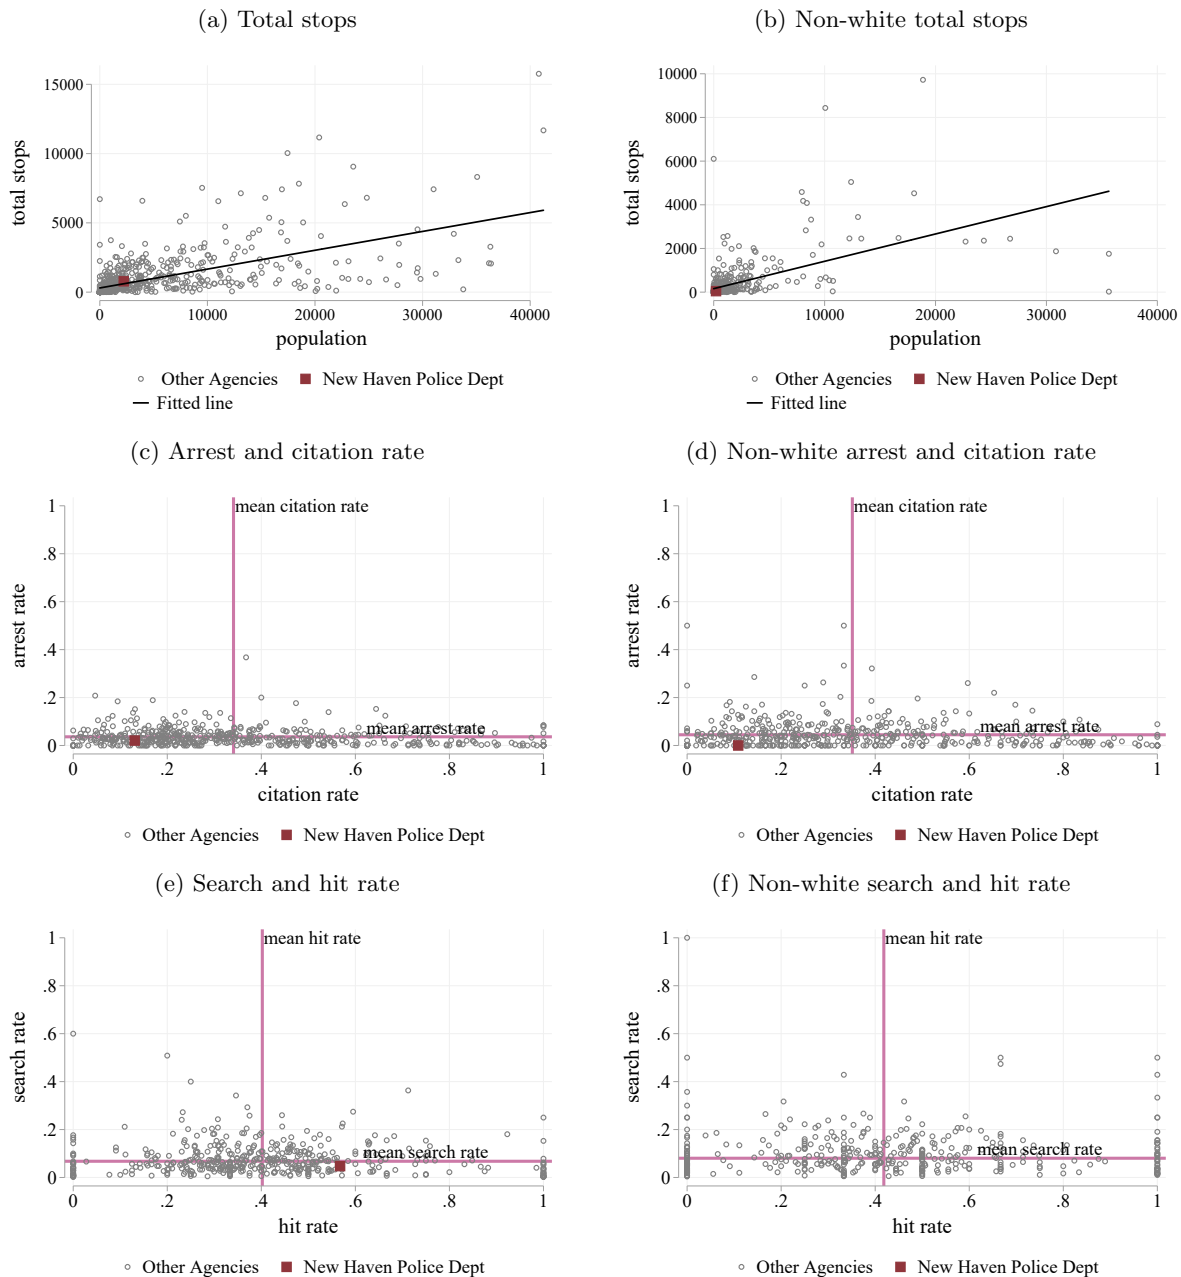 (a) Total stops
15000
10000
5000
0
total stops
0 10000 20000 30000 40000
population
Other Agencies New Haven Police Dept
Fitted line
(b) Non-white total stops
10000
8000
6000
4000
2000
0
total stops
0 10000 20000 30000 40000
population
Other Agencies New Haven Police Dept
Fitted line
(c) Arrest and citation rate
1
.8
.6
.4
.2
0
arrest rate
mean citation rate
mean arrest rate
0 .2 .4 .6 .8 1
citation rate
Other Agencies New Haven Police Dept
(d) Non-white arrest and citation rate
1
.8
.6
.4
.2
0
arrest rate
mean citation rate
mean arrest rate
0 .2 .4 .6 .8 1
citation rate
Other Agencies New Haven Police Dept
(e) Search and hit rate
1
.8
.6
.4
.2
0
search rate
mean hit rate
mean search rate
0 .2 .4 .6 .8 1
hit rate
Other Agencies New Haven Police Dept
(f) Non-white search and hit rate
1
.8
.6
.4
.2
0
search rate
mean hit rate
mean search rate
0 .2 .4 .6 .8 1
hit rate
Other Agencies New Haven Police Dept